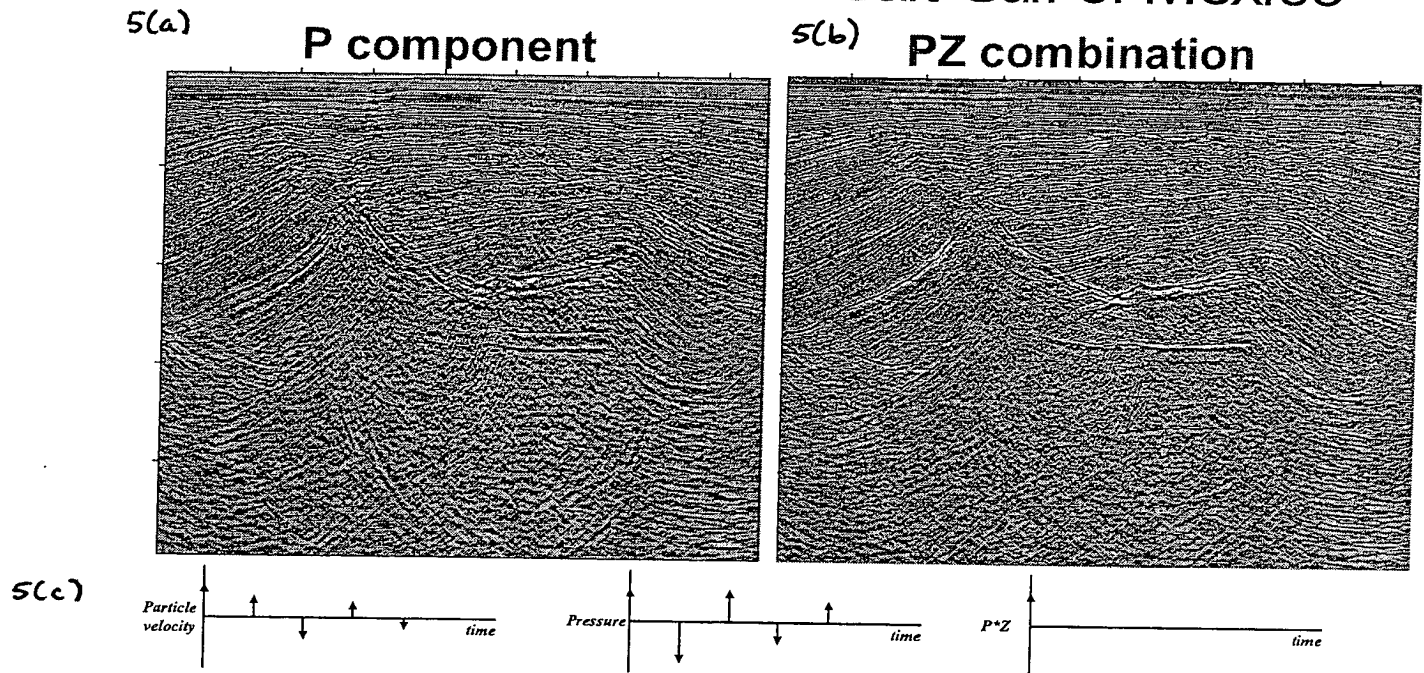 5(a)
P component
5(b)
PZ combination
5(c)
Particle
velocity
time
Pressure
time
P*Z
time